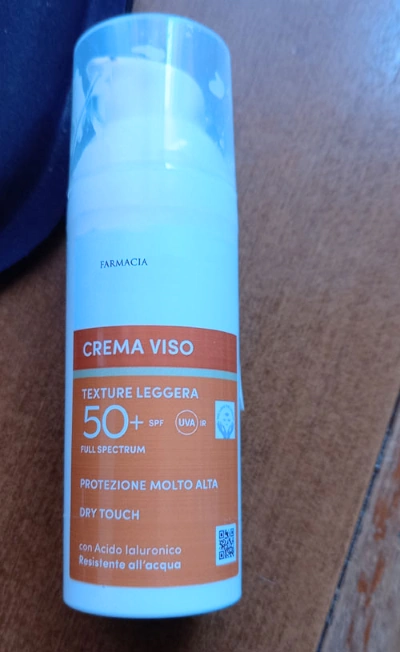 FARMACIA
CREMA VISO
TEXTURE LEGGERA
50+ SPF UVA IR
FULL SPECTRUM
PROTEZIONE MOLTO ALTA
DRY TOUCH
con Acido Ialuronico
Resistente all'acqua